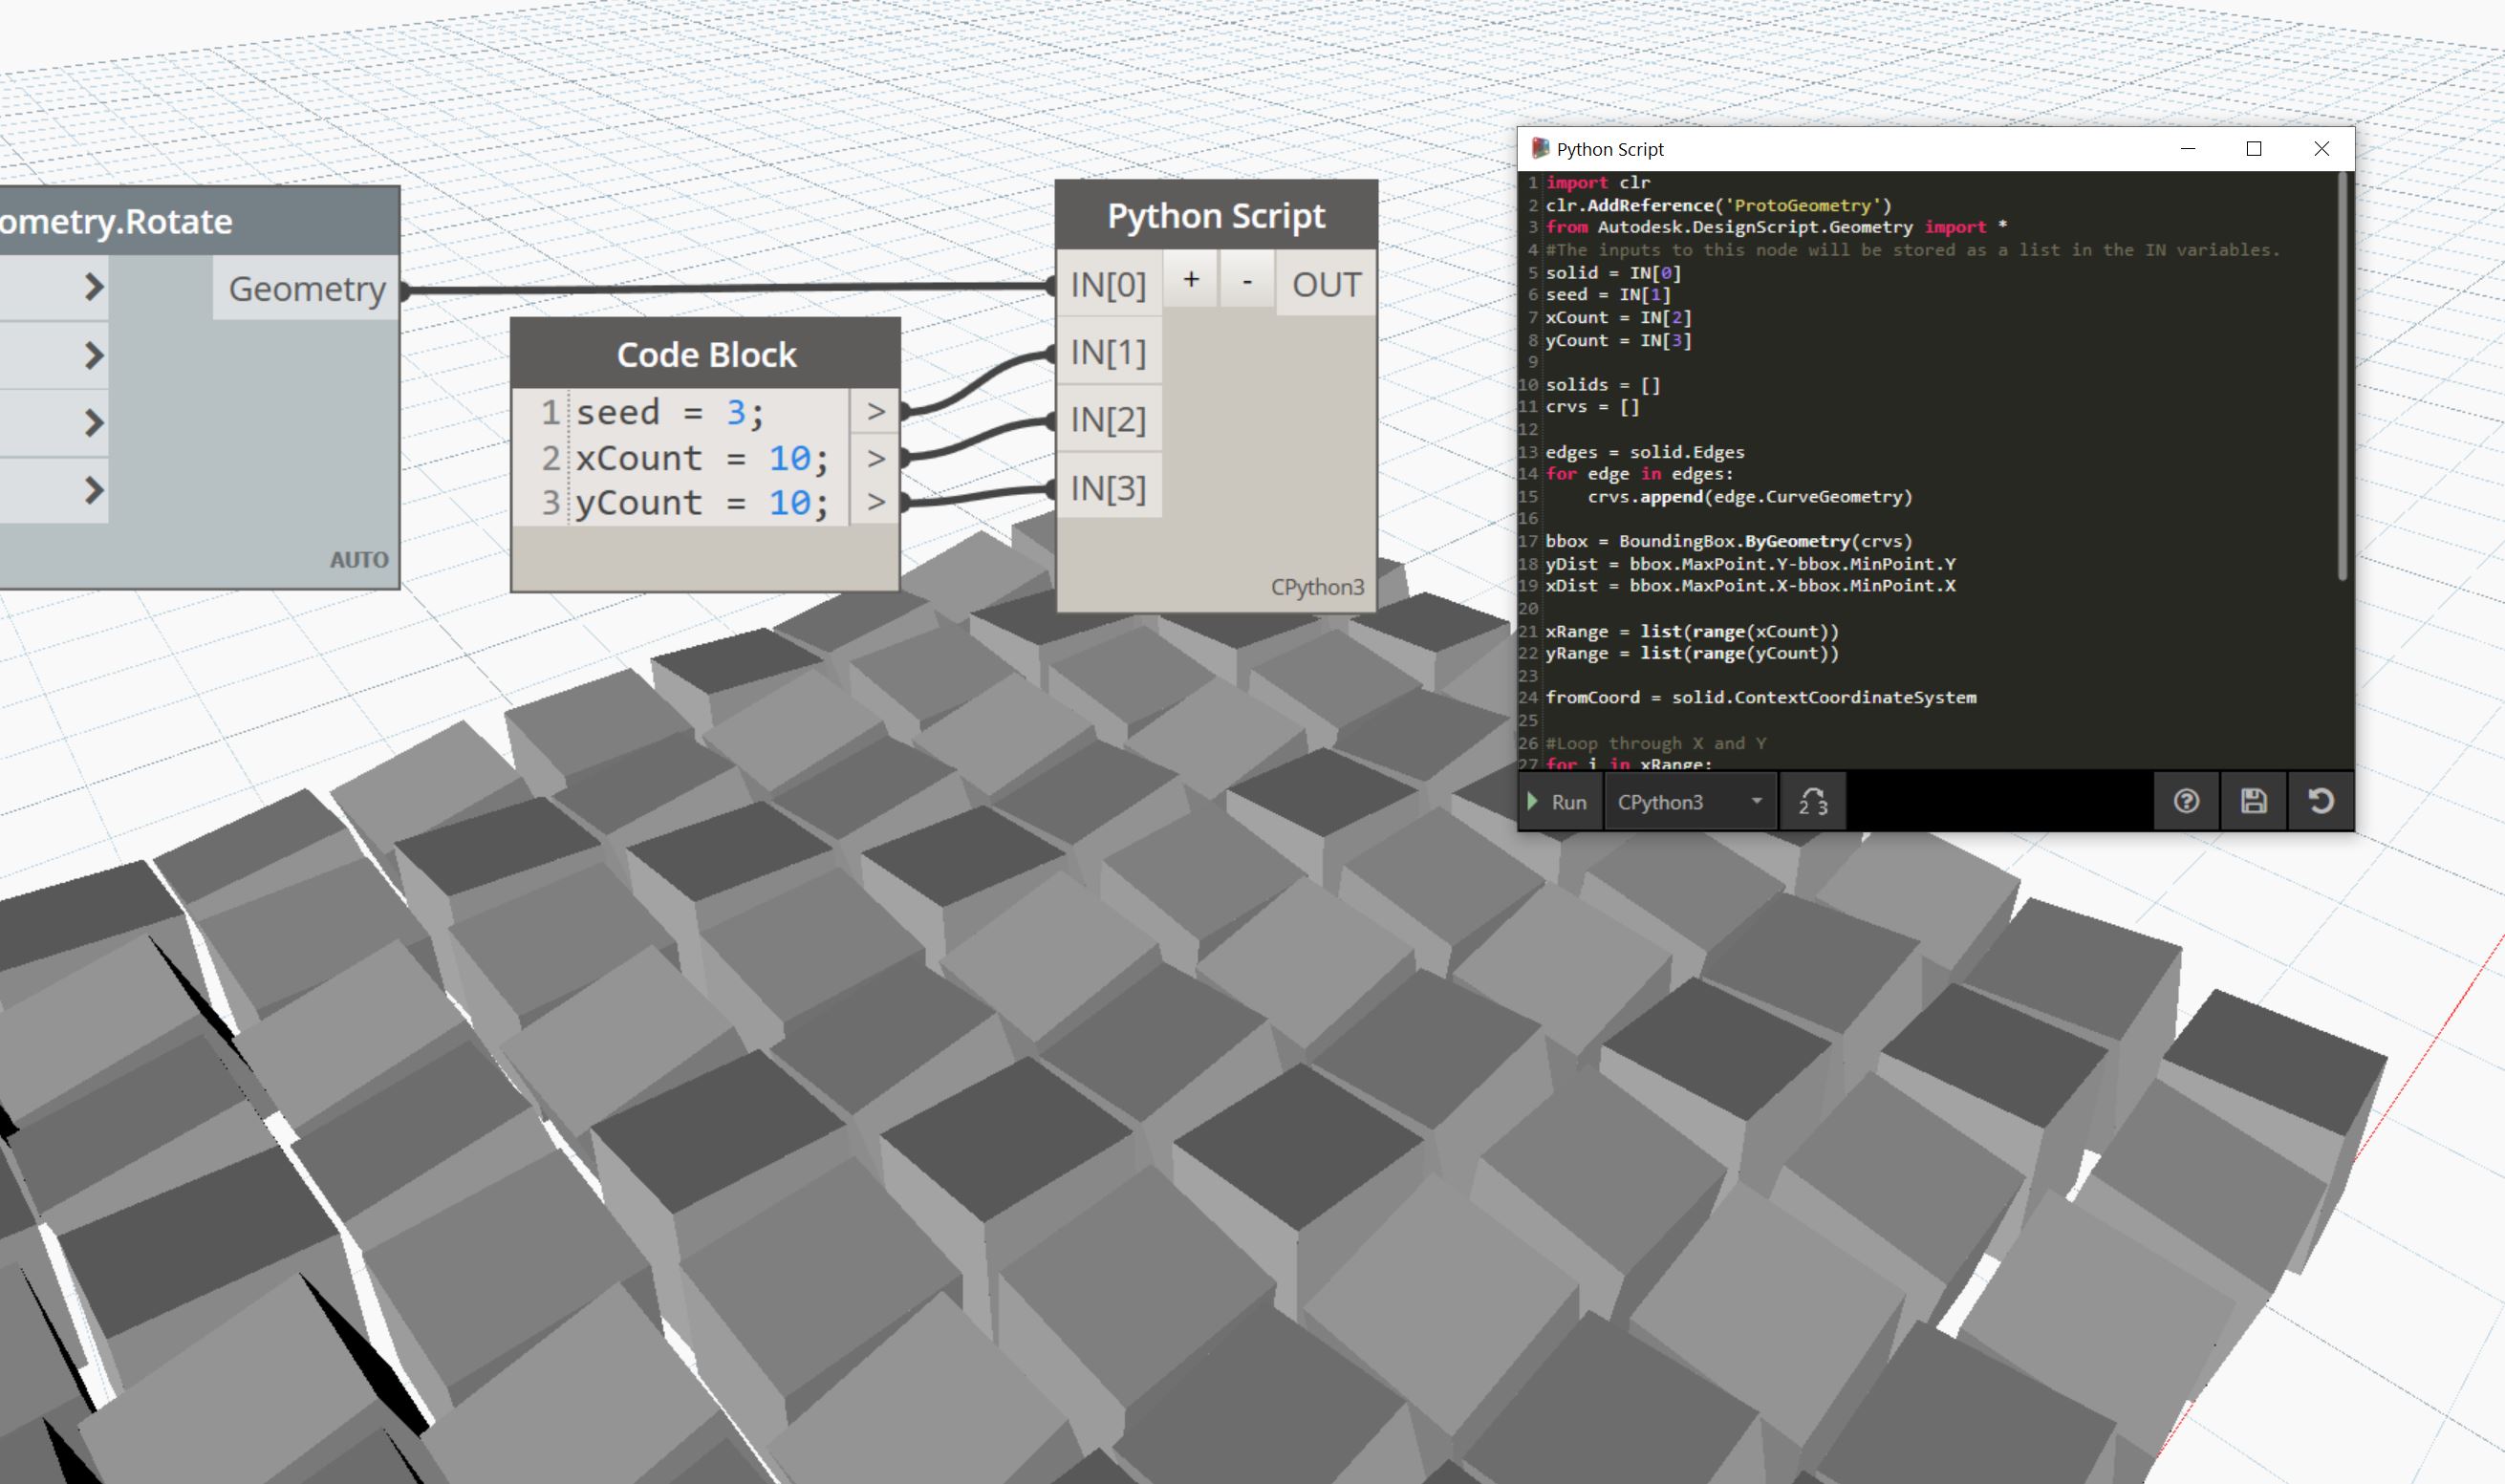 ometry.Rotate
Geometry
AUTO
Code Block
1 seed = 3; >
2 xCount = 10; >
3 yCount = 10; >
Python Script
IN[0] + - OUT
IN[1]
IN[2]
IN[3]
CPython3
Python Script
1 import clr
2 clr.AddReference('ProtoGeometry')
3 from Autodesk.DesignScript.Geometry import *
4 #The inputs to this node will be stored as a list in the IN variables.
5 solid = IN[0]
6 seed = IN[1]
7 xCount = IN[2]
8 yCount = IN[3]
9
10 solids = []
11 crvs = []
12
13 edges = solid.Edges
14 for edge in edges:
15     crvs.append(edge.CurveGeometry)
16
17 bbox = BoundingBox.ByGeometry(crvs)
18 yDist = bbox.MaxPoint.Y-bbox.MinPoint.Y
19 xDist = bbox.MaxPoint.X-bbox.MinPoint.X
20
21 xRange = list(range(xCount))
22 yRange = list(range(yCount))
23
24 fromCoord = solid.ContextCoordinateSystem
25
26 #Loop through X and Y
27 for i in xRange:
Run CPython3 2 3 ?